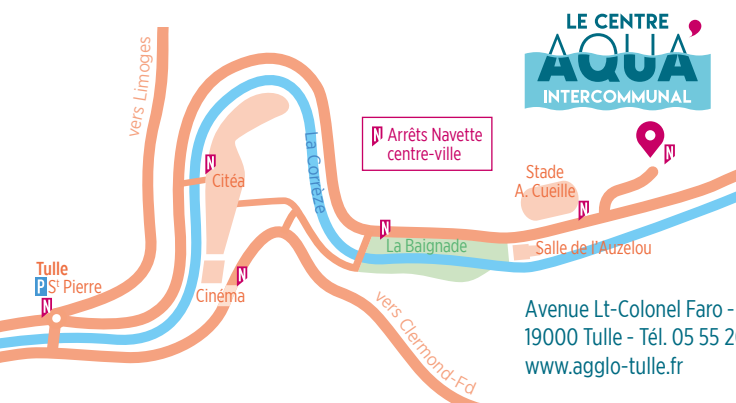 LE CENTRE
AQUA'
INTERCOMMUNAL
vers Limoges
N Arrêts Navette
centre-ville
La Corrèze
N
Citéa
N
Stade
A. Cueille
N
N
La Baignade
Salle de l'Auzelou
Tulle
P St Pierre
N
N
Cinéma
vers Clermond-Fd
Avenue Lt-Colonel Faro -
19000 Tulle - Tél. 05 55 20
www.agglo-tulle.fr